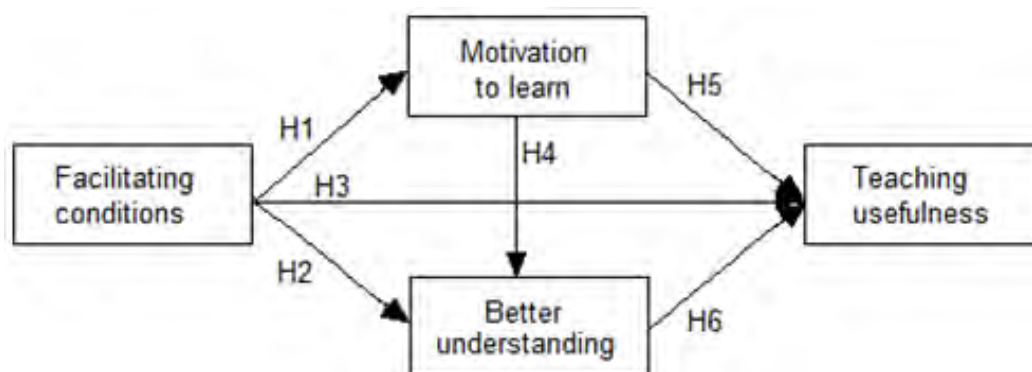 Motivation
to learn
H1
H5
H4
Facilitating
conditions
H3
Teaching
usefulness
H2
Better
understanding
H6